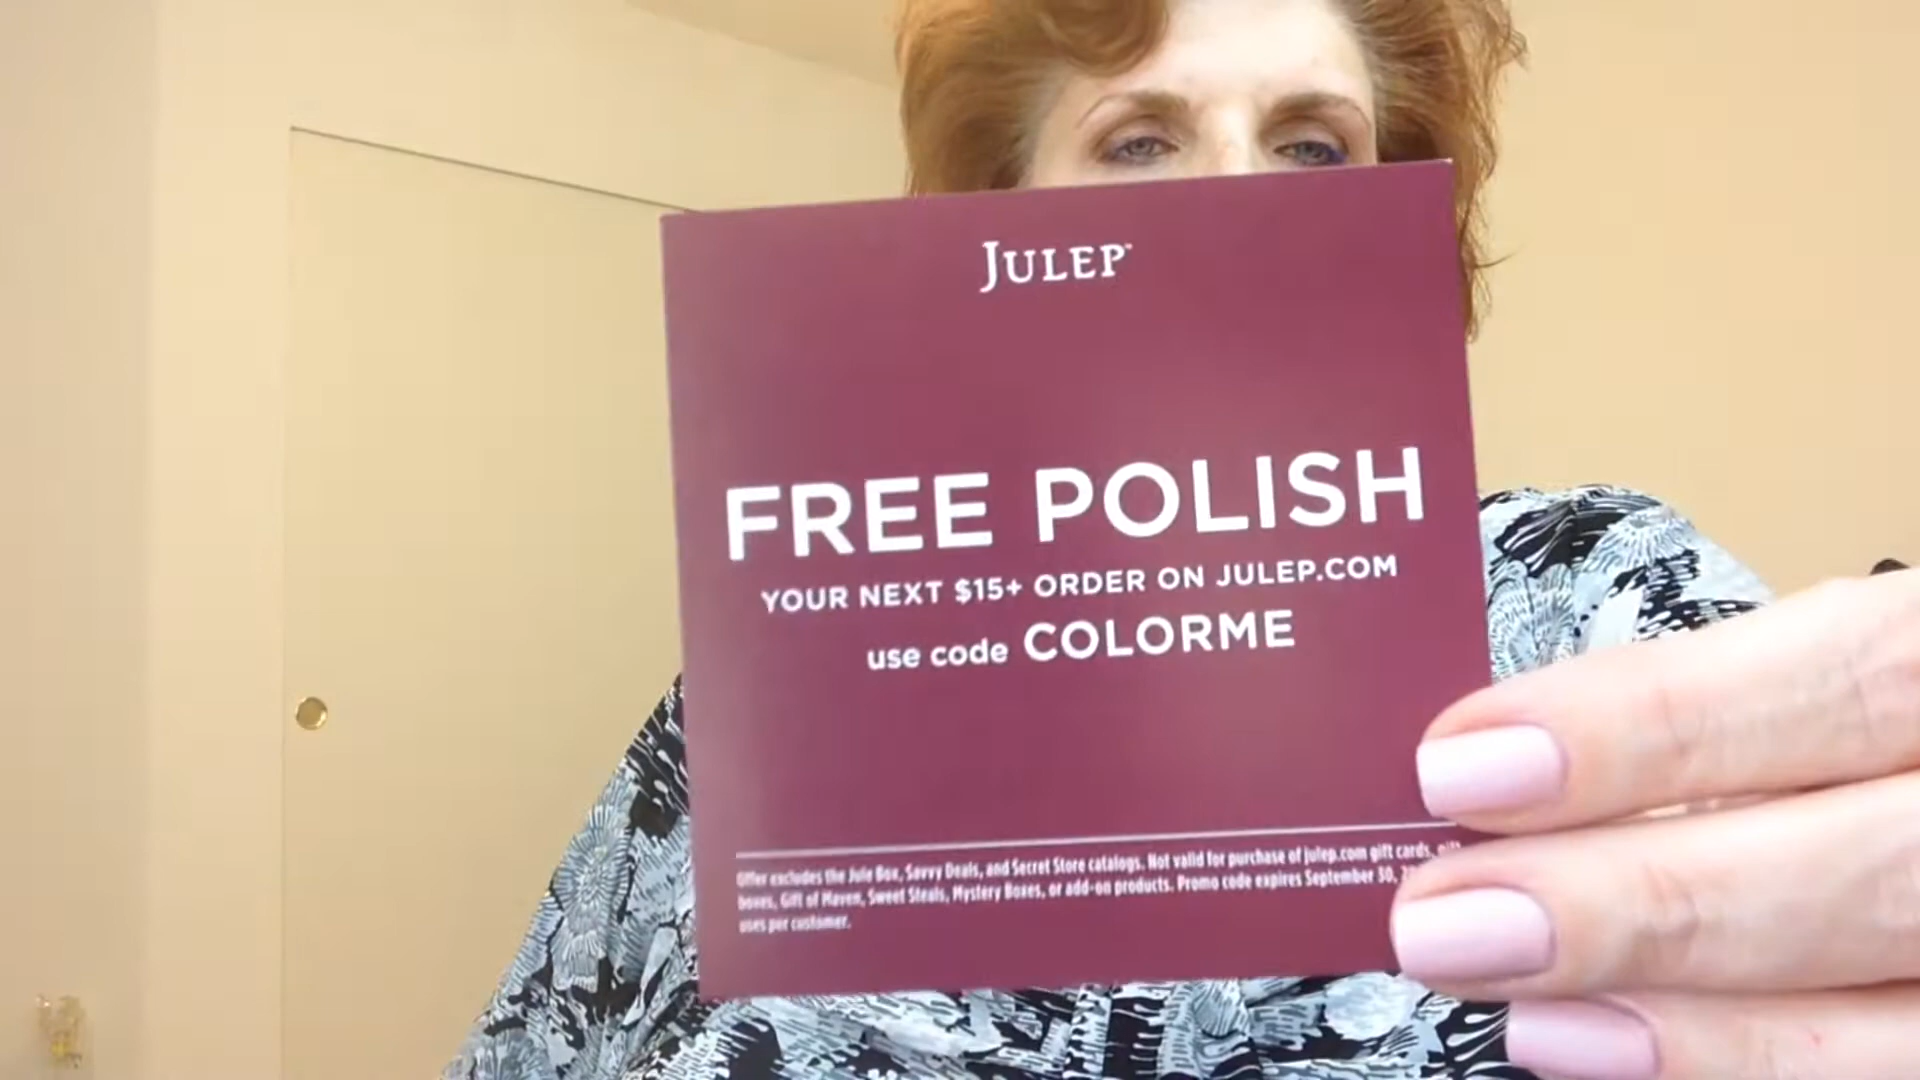 JULEP™
FREE POLISH
YOUR NEXT $15+ ORDER ON JULEP.COM
use code COLORME
Offer excludes the Jule Box, Savvy Deals, and Secret Store catalogs. Not valid for purchase of julep.com gift cards, gift
boxes, Gift of Maven, Sweet Steals, Mystery Boxes, or add-on products. Promo code expires September 30,
uses per customer.